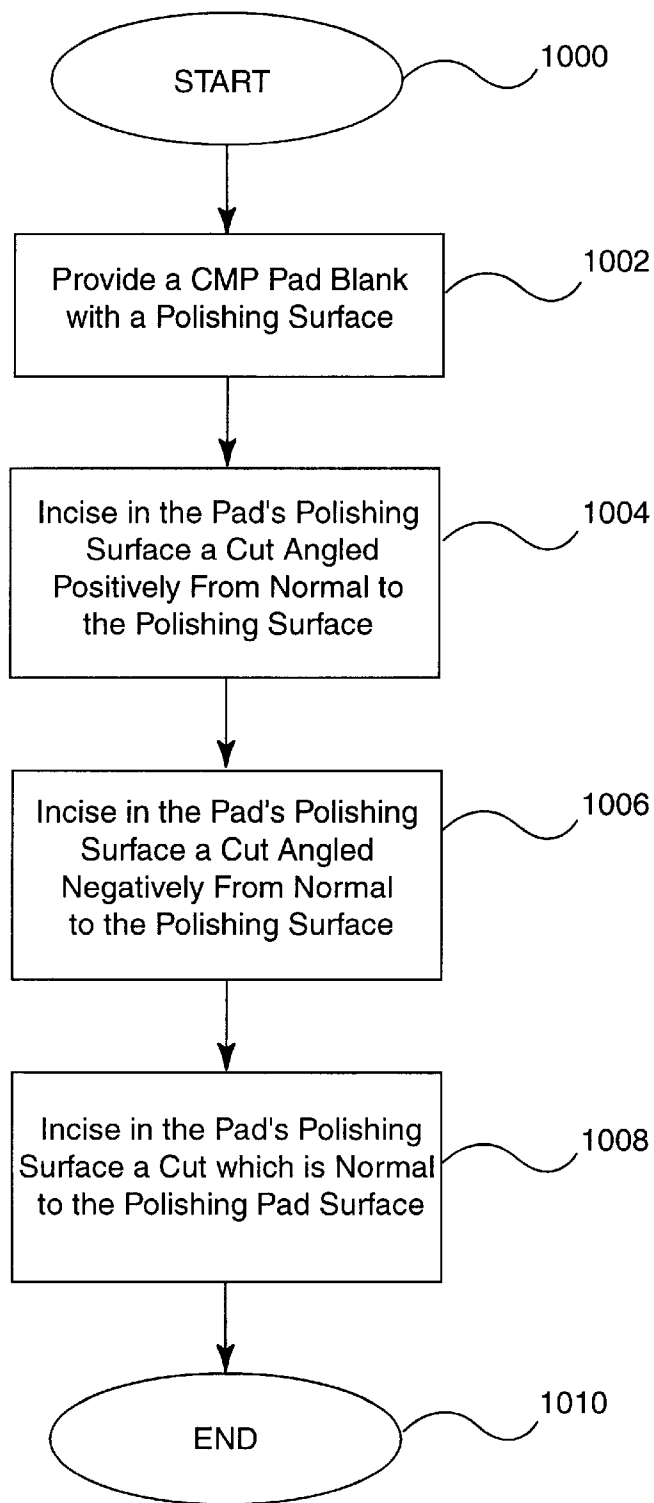 START
1000
Provide a CMP Pad Blank
with a Polishing Surface
1002
Incise in the Pad's Polishing
Surface a Cut Angled
Positively From Normal to
the Polishing Surface
1004
Incise in the Pad's Polishing
Surface a Cut Angled
Negatively From Normal
to the Polishing Surface
1006
Incise in the Pad's Polishing
Surface a Cut which is Normal
to the Polishing Pad Surface
1008
END
1010